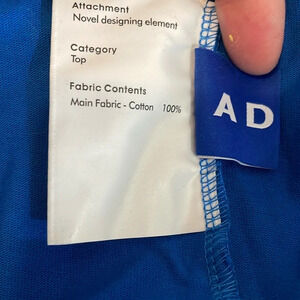 Attachment
Novel designing element
Category
Top
Fabric Contents
Main Fabric - Cotton 100%
AD